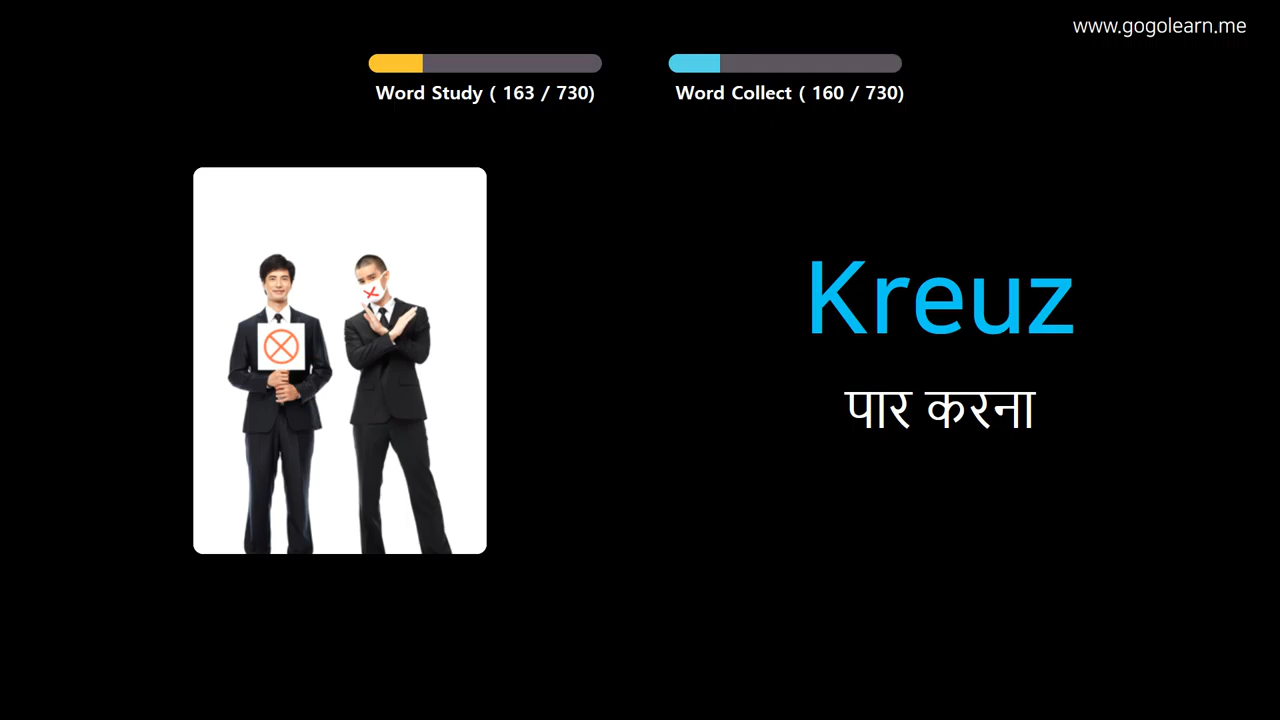 www.gogolearn.me
Word Study ( 163 / 730)
Word Collect ( 160 / 730)
Kreuz
पार करना